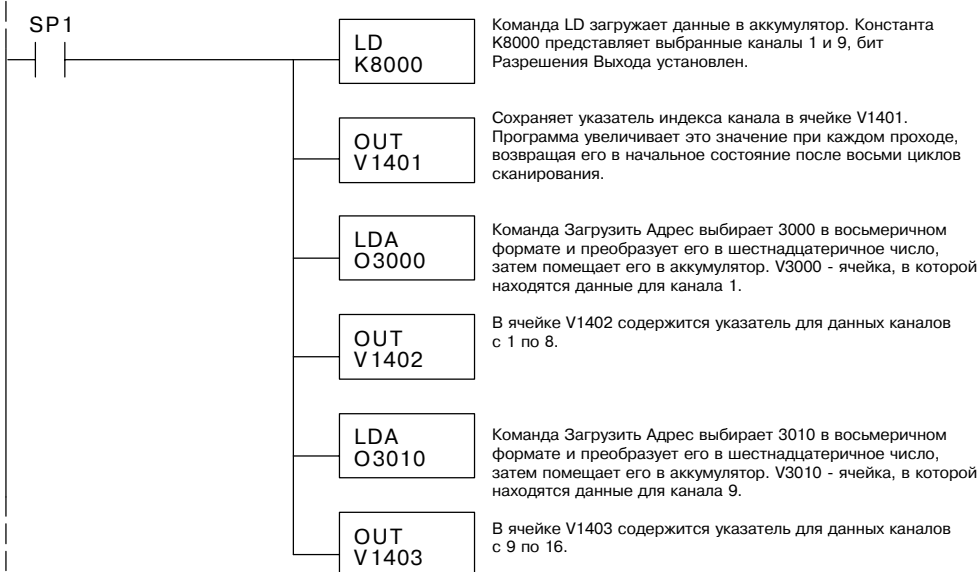 SP1
LD
K8000
Команда LD загружает данные в аккумулятор. Константа
K8000 представляет выбранные каналы 1 и 9, бит
Разрешения Выхода установлен.
OUT
V1401
Сохраняет указатель индекса канала в ячейке V1401.
Программа увеличивает это значение при каждом проходе,
возвращая его в начальное состояние после восьми циклов
сканирования.
LDA
O3000
Команда Загрузить Адрес выбирает 3000 в восьмеричном
формате и преобразует его в шестнадцатеричное число,
затем помещает его в аккумулятор. V3000 - ячейка, в которой
находятся данные для канала 1.
OUT
V1402
В ячейке V1402 содержится указатель для данных каналов
с 1 по 8.
LDA
O3010
Команда Загрузить Адрес выбирает 3010 в восьмеричном
формате и преобразует его в шестнадцатеричное число,
затем помещает его в аккумулятор. V3010 - ячейка, в которой
находятся данные для канала 9.
OUT
V1403
В ячейке V1403 содержится указатель для данных каналов
с 9 по 16.